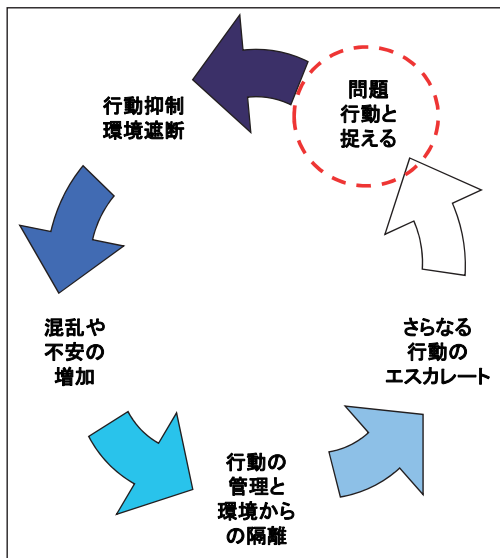 問題
行動と
捉える
行動抑制
環境遮断
混乱や
不安の
増加
行動の
管理と
環境から
の隔離
さらなる
行動の
エスカレート